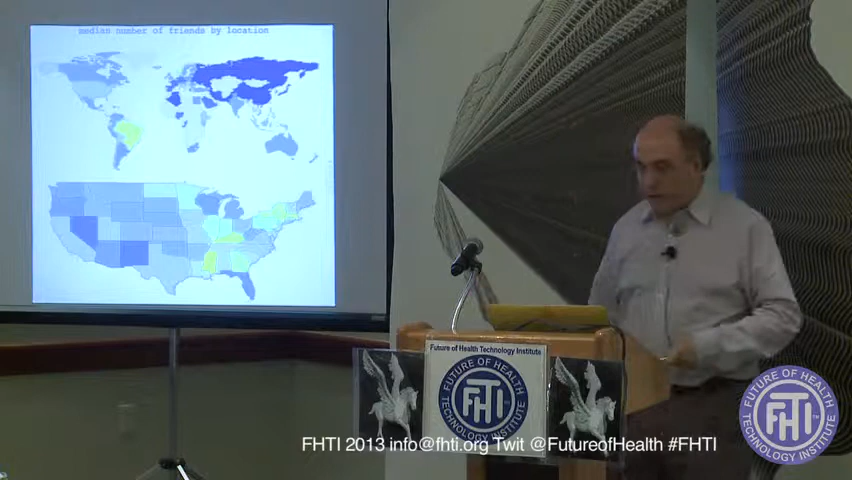 median number of friends by location
Future of Health Technology Institute
FUTURE OF HEALTH
FHTI
TECHNOLOGY INSTITUTE
FUTURE OF HEALTH
FHTI
TECHNOLOGY INSTITUTE
FHTI 2013 info@fhti.org Twit @FutureofHealth #FHTI